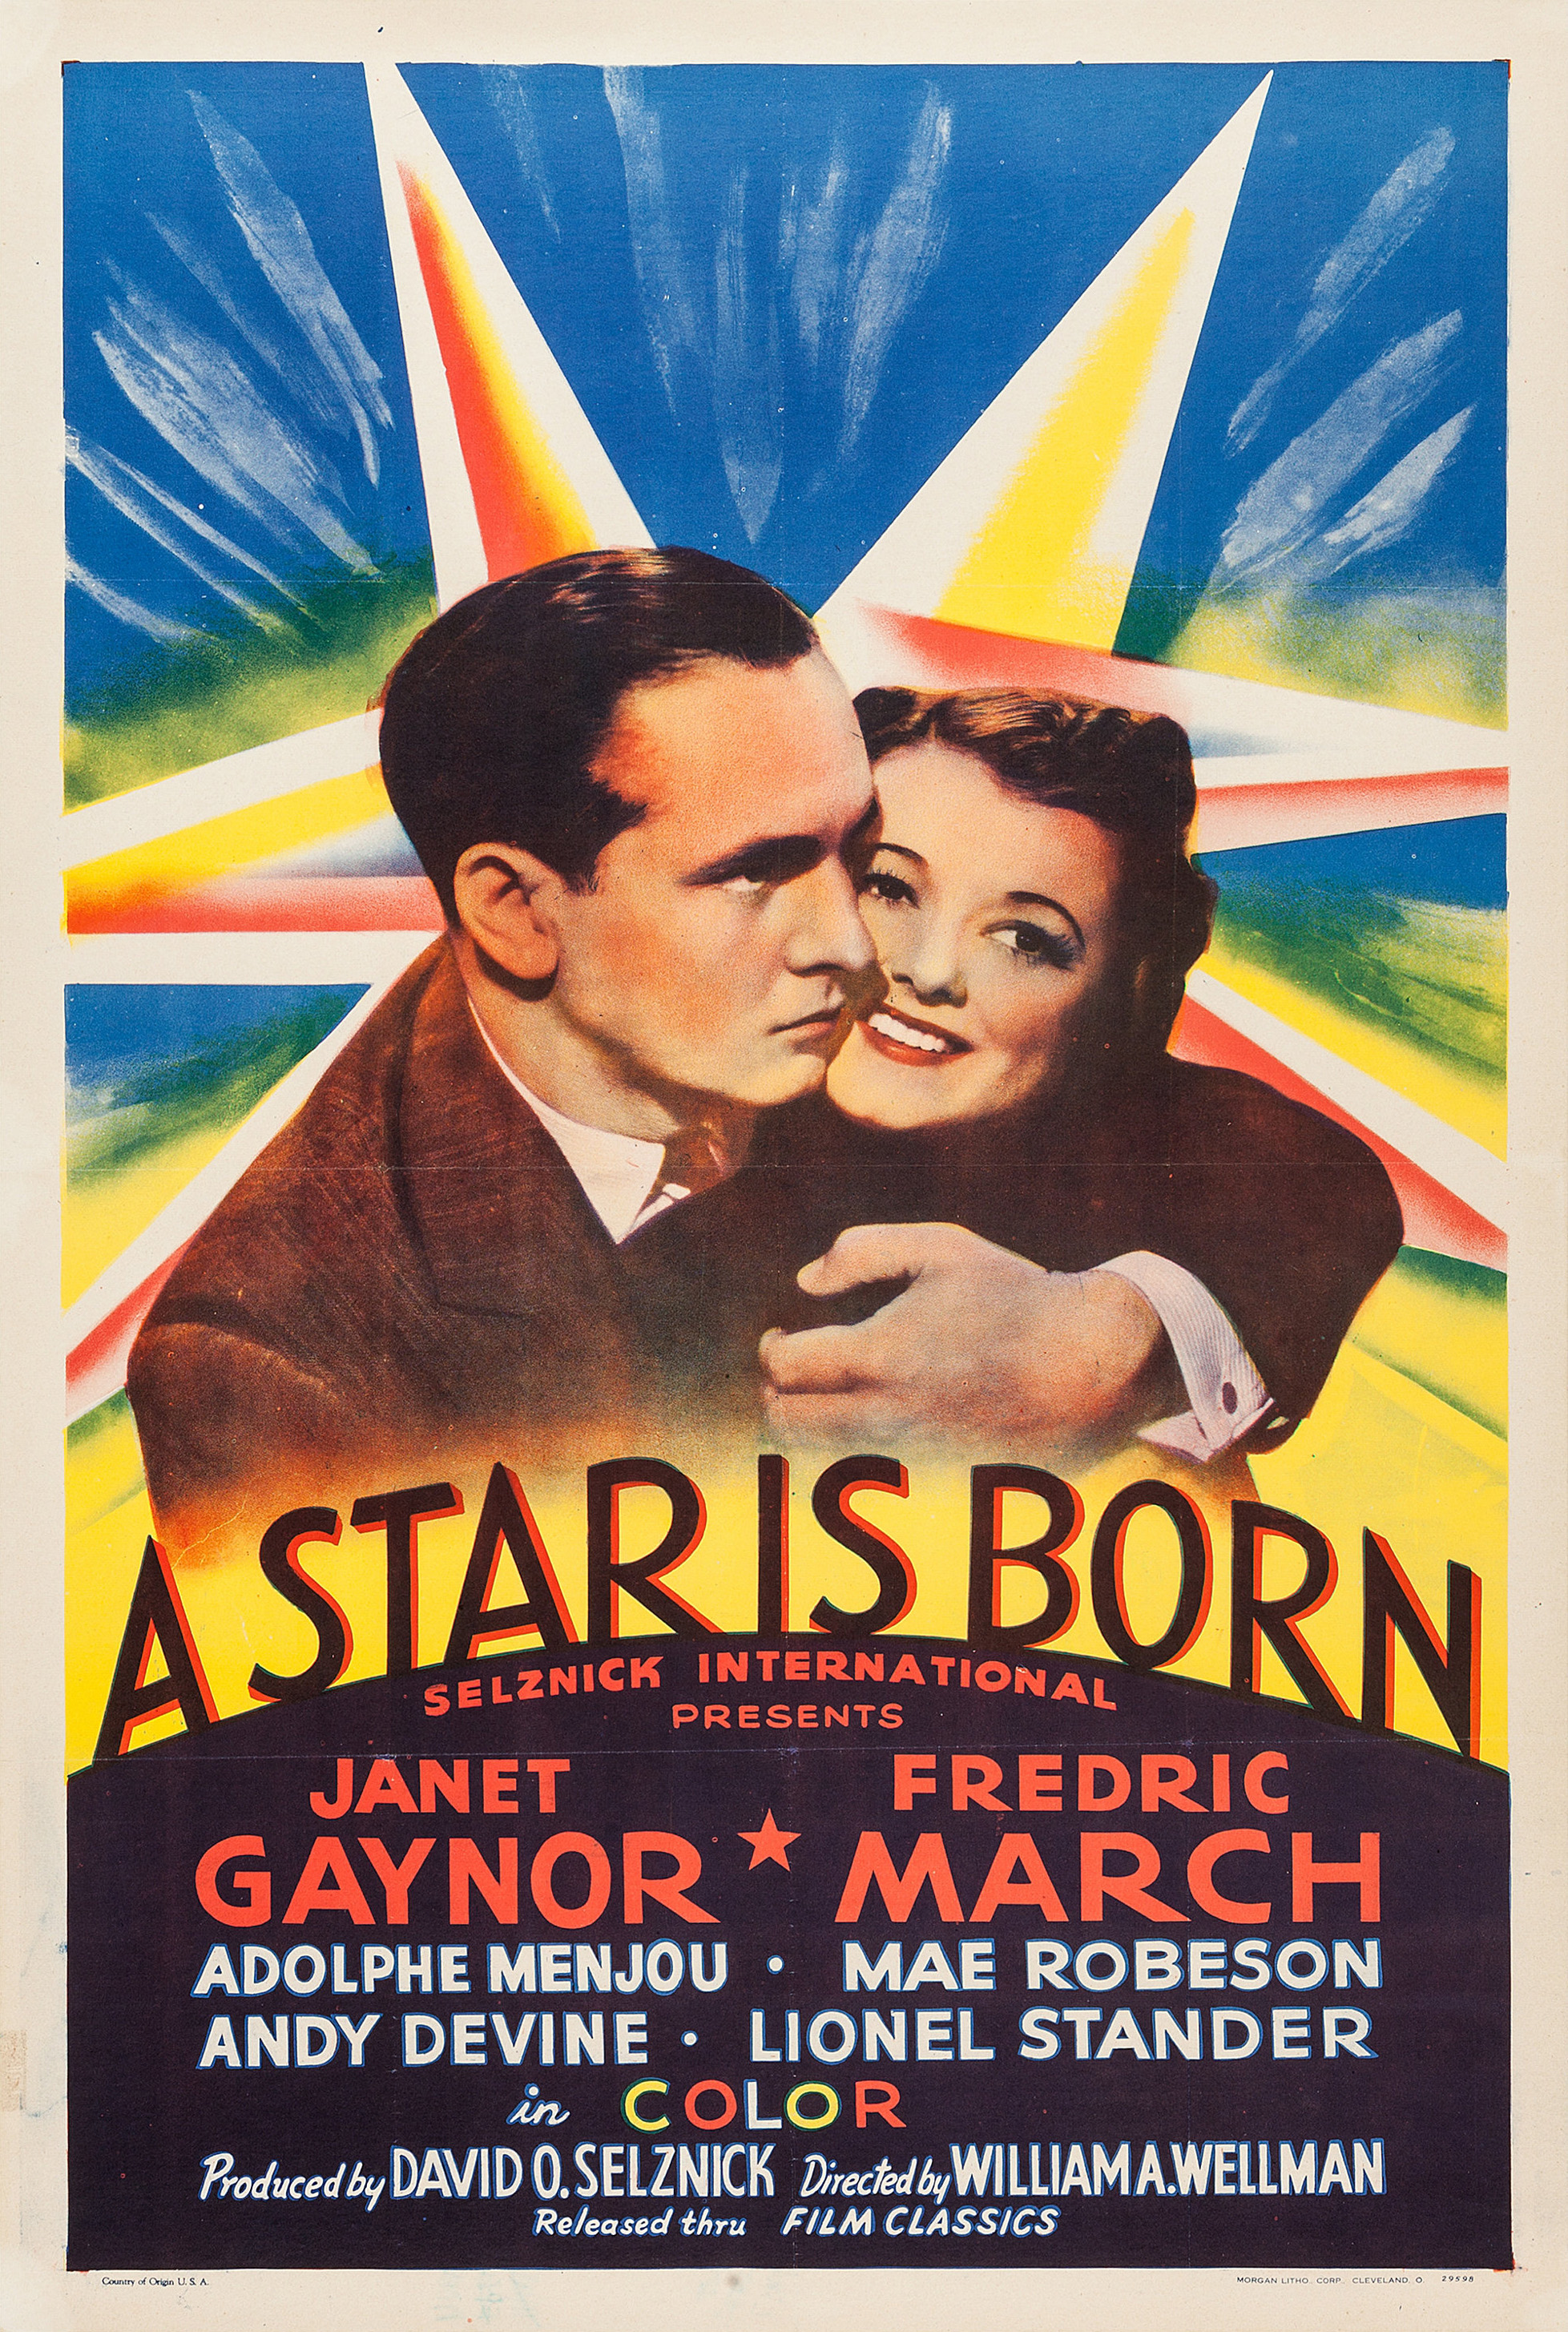 A STAR IS BORN
SELZNICK INTERNATIONAL
PRESENTS
JANET GAYNOR ★ FREDRIC MARCH
ADOLPHE MENJOU • MAE ROBESON
ANDY DEVINE • LIONEL STANDER
in COLOR
Produced by DAVID O. SELZNICK Directed by WILLIAM A. WELLMAN
Released thru FILM CLASSICS
Country of Origin U. S. A.
MORGAN LITHO. CORP. CLEVELAND, O. 29598